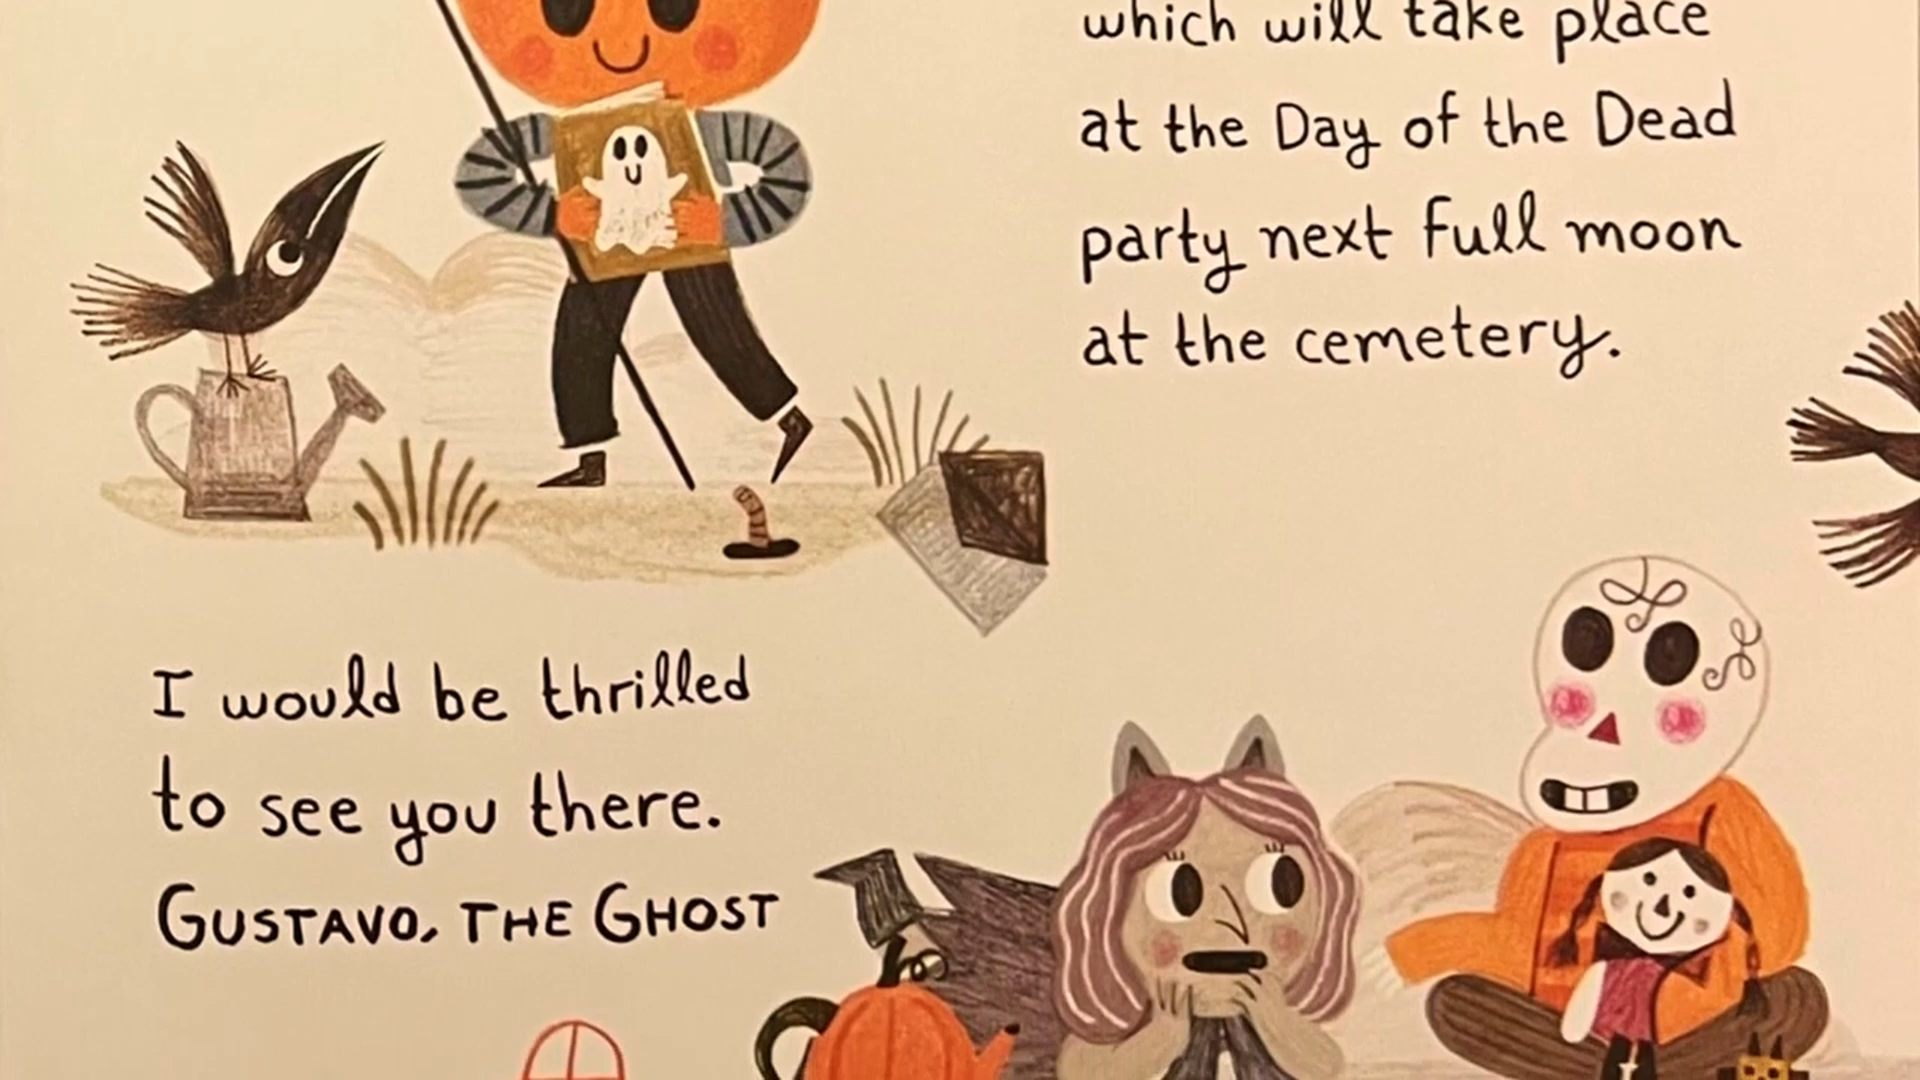 which will take place
at the Day of the Dead
party next full moon
at the cemetery.
I would be thrilled
to see you there.
GUSTAVO, THE GHOST